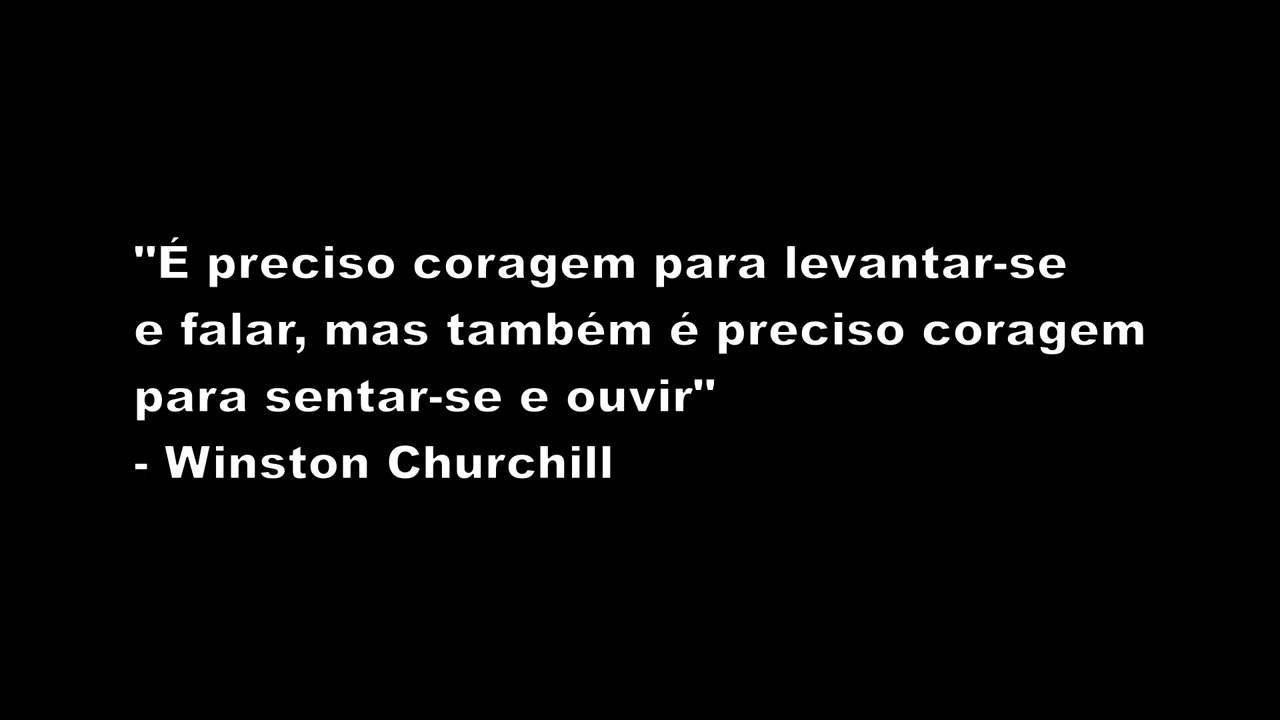 "É preciso coragem para levantar-se
e falar, mas também é preciso coragem
para sentar-se e ouvir"
- Winston Churchill